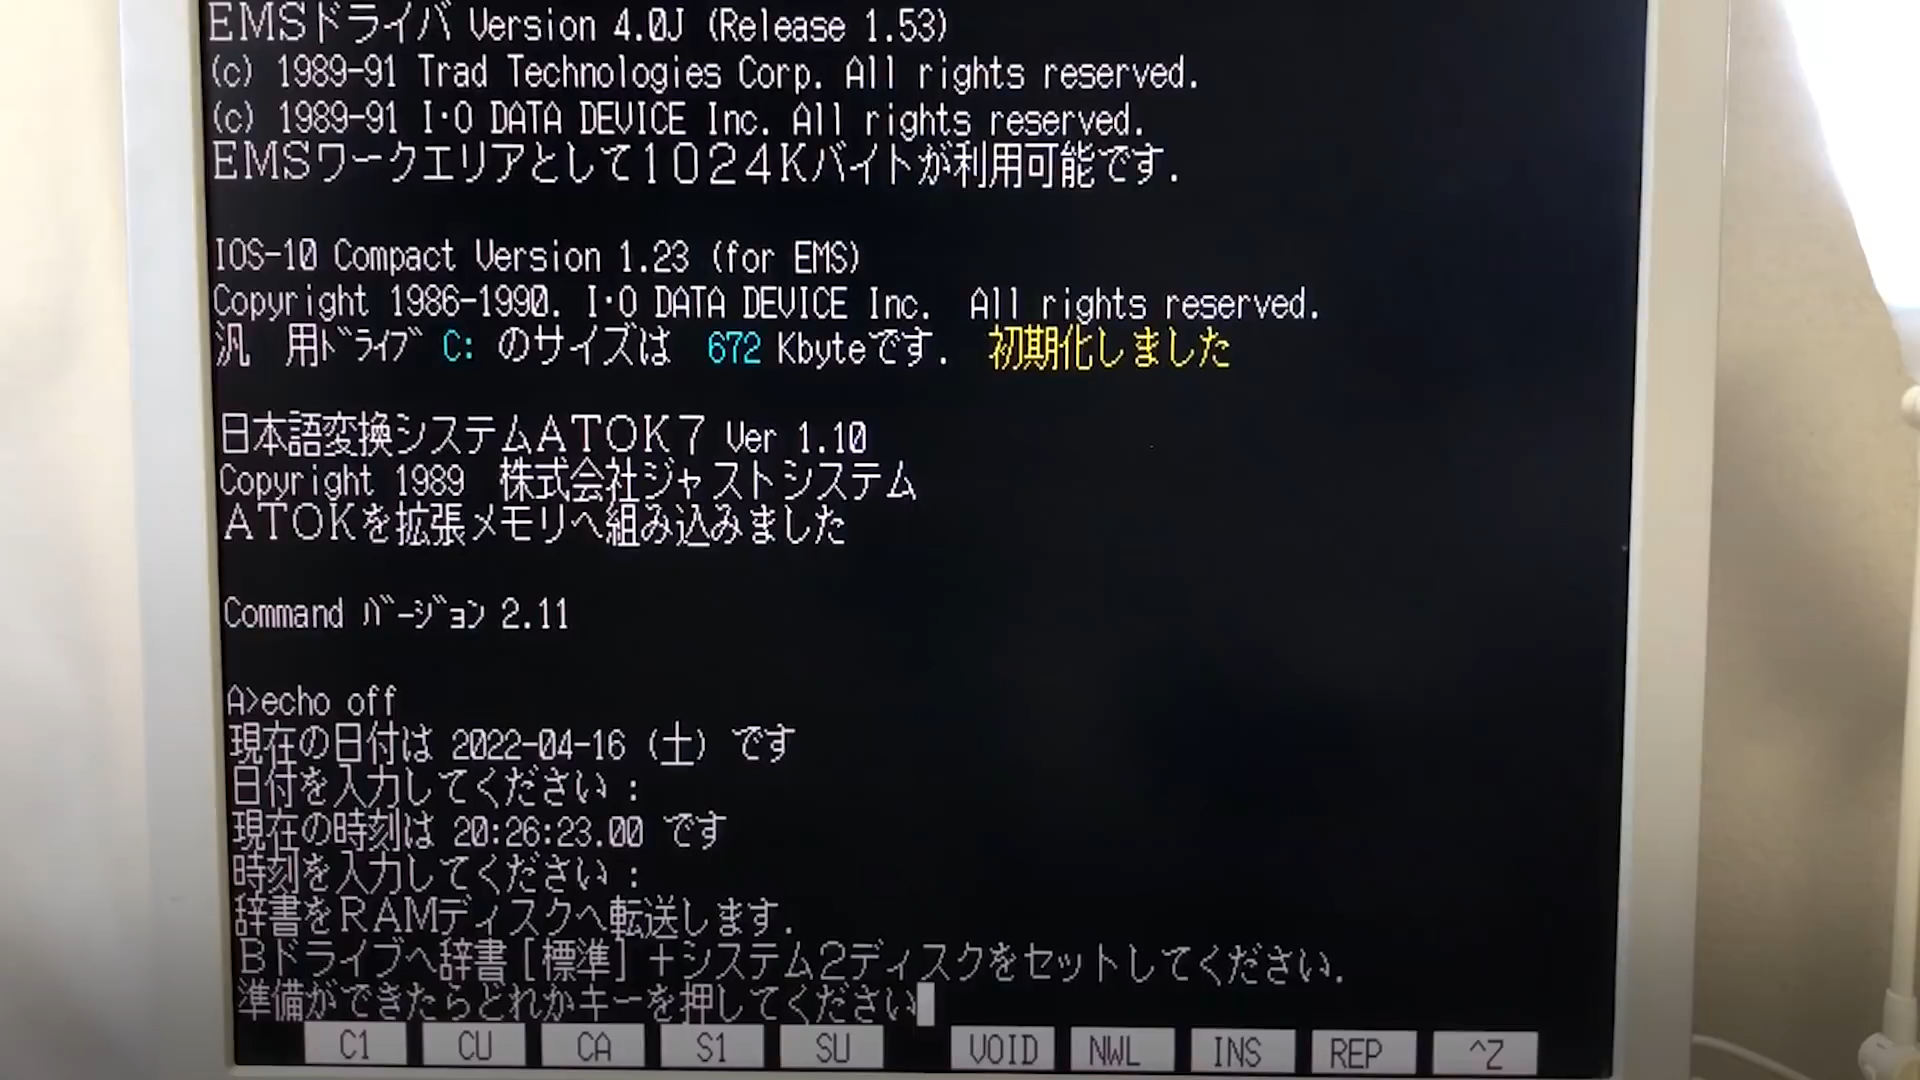 EMSドライバ Version 4.0J (Release 1.53)
(c) 1989-91 Trad Technologies Corp. All rights reserved.
(c) 1989-91 I・O DATA DEVICE Inc. All rights reserved.
EMSワークエリアとして1024Kバイトが利用可能です.
IOS-10 Compact Version 1.23 (for EMS)
Copyright 1986-1990. I・O DATA DEVICE Inc. All rights reserved.
汎 用ﾄﾞﾗｲﾌﾞ C: のサイズは 672 Kbyteです. 初期化しました
日本語変換システムATOK7 Ver 1.10
Copyright 1989 株式会社ジャストシステム
ATOKを拡張メモリへ組み込みました
Command ﾊﾞｰｼﾞｮﾝ 2.11
A>echo off
現在の日付は 2022-04-16 (土) です
日付を入力してください :
現在の時刻は 20:26:23.00 です
時刻を入力してください :
辞書をRAMディスクへ転送します.
Bドライブへ辞書[標準]+システム2ディスクをセットしてください.
準備ができたらどれかキーを押してください
C1 CU CA S1 SU VOID NWL INS REP ^Z